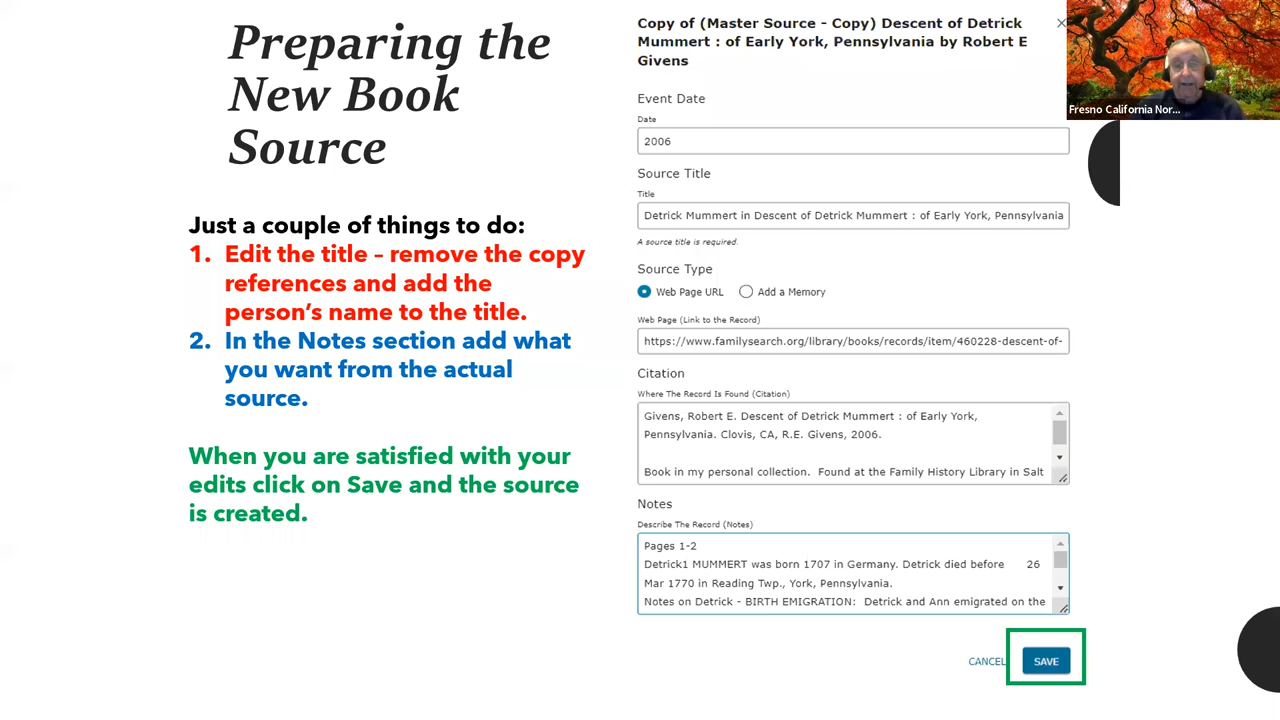 Preparing the
New Book
Source
Just a couple of things to do:
1. Edit the title – remove the copy
references and add the
person's name to the title.
2. In the Notes section add what
you want from the actual
source.
When you are satisfied with your
edits click on Save and the source
is created.
Copy of (Master Source - Copy) Descent of Detrick
Mummert : of Early York, Pennsylvania by Robert E
Givens
Event Date
Date
2006
Source Title
Title
Detrick Mummert in Descent of Detrick Mummert : of Early York, Pennsylvania
A source title is required.
Source Type
Web Page URL Add a Memory
Web Page (Link to the Record)
https://www.familysearch.org/library/books/records/item/460228-descent-of-
Citation
Where The Record Is Found (Citation)
Givens, Robert E. Descent of Detrick Mummert : of Early York,
Pennsylvania. Clovis, CA, R.E. Givens, 2006.
Book in my personal collection. Found at the Family History Library in Salt
Notes
Describe The Record (Notes)
Pages 1-2
Detrick1 MUMMERT was born 1707 in Germany. Detrick died before 26
Mar 1770 in Reading Twp., York, Pennsylvania.
Notes on Detrick - BIRTH EMIGRATION: Detrick and Ann emigrated on the
CANCEL SAVE
Fresno California Nor...